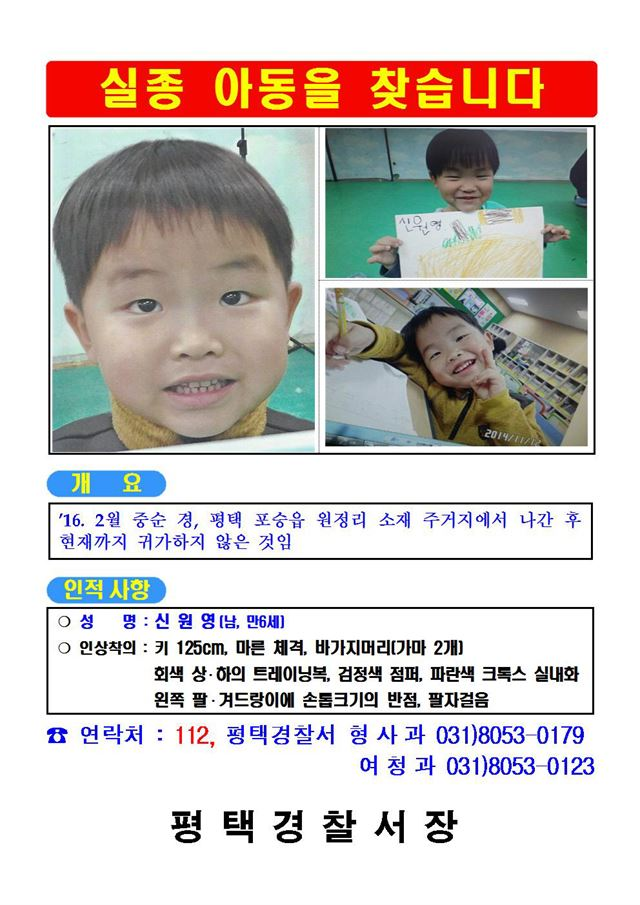 실종 아동을 찾습니다
신원영
2014/11/12
개 요
'16. 2월 중순 경, 평택 포승읍 원정리 소재 주거지에서 나간 후
현재까지 귀가하지 않은 것임
인적사항
❍ 성 명 : 신 원 영 (남, 만6세)
❍ 인상착의 : 키 125cm, 마른 체격, 바가지머리(가마 2개)
회색 상·하의 트레이닝복, 검정색 점퍼, 파란색 크록스 실내화
왼쪽 팔·겨드랑이에 손톱크기의 반점, 팔자걸음
☎ 연락처 : 112, 평택경찰서 형 사 과 031)8053-0179
여 청 과 031)8053-0123
평 택 경 찰 서 장